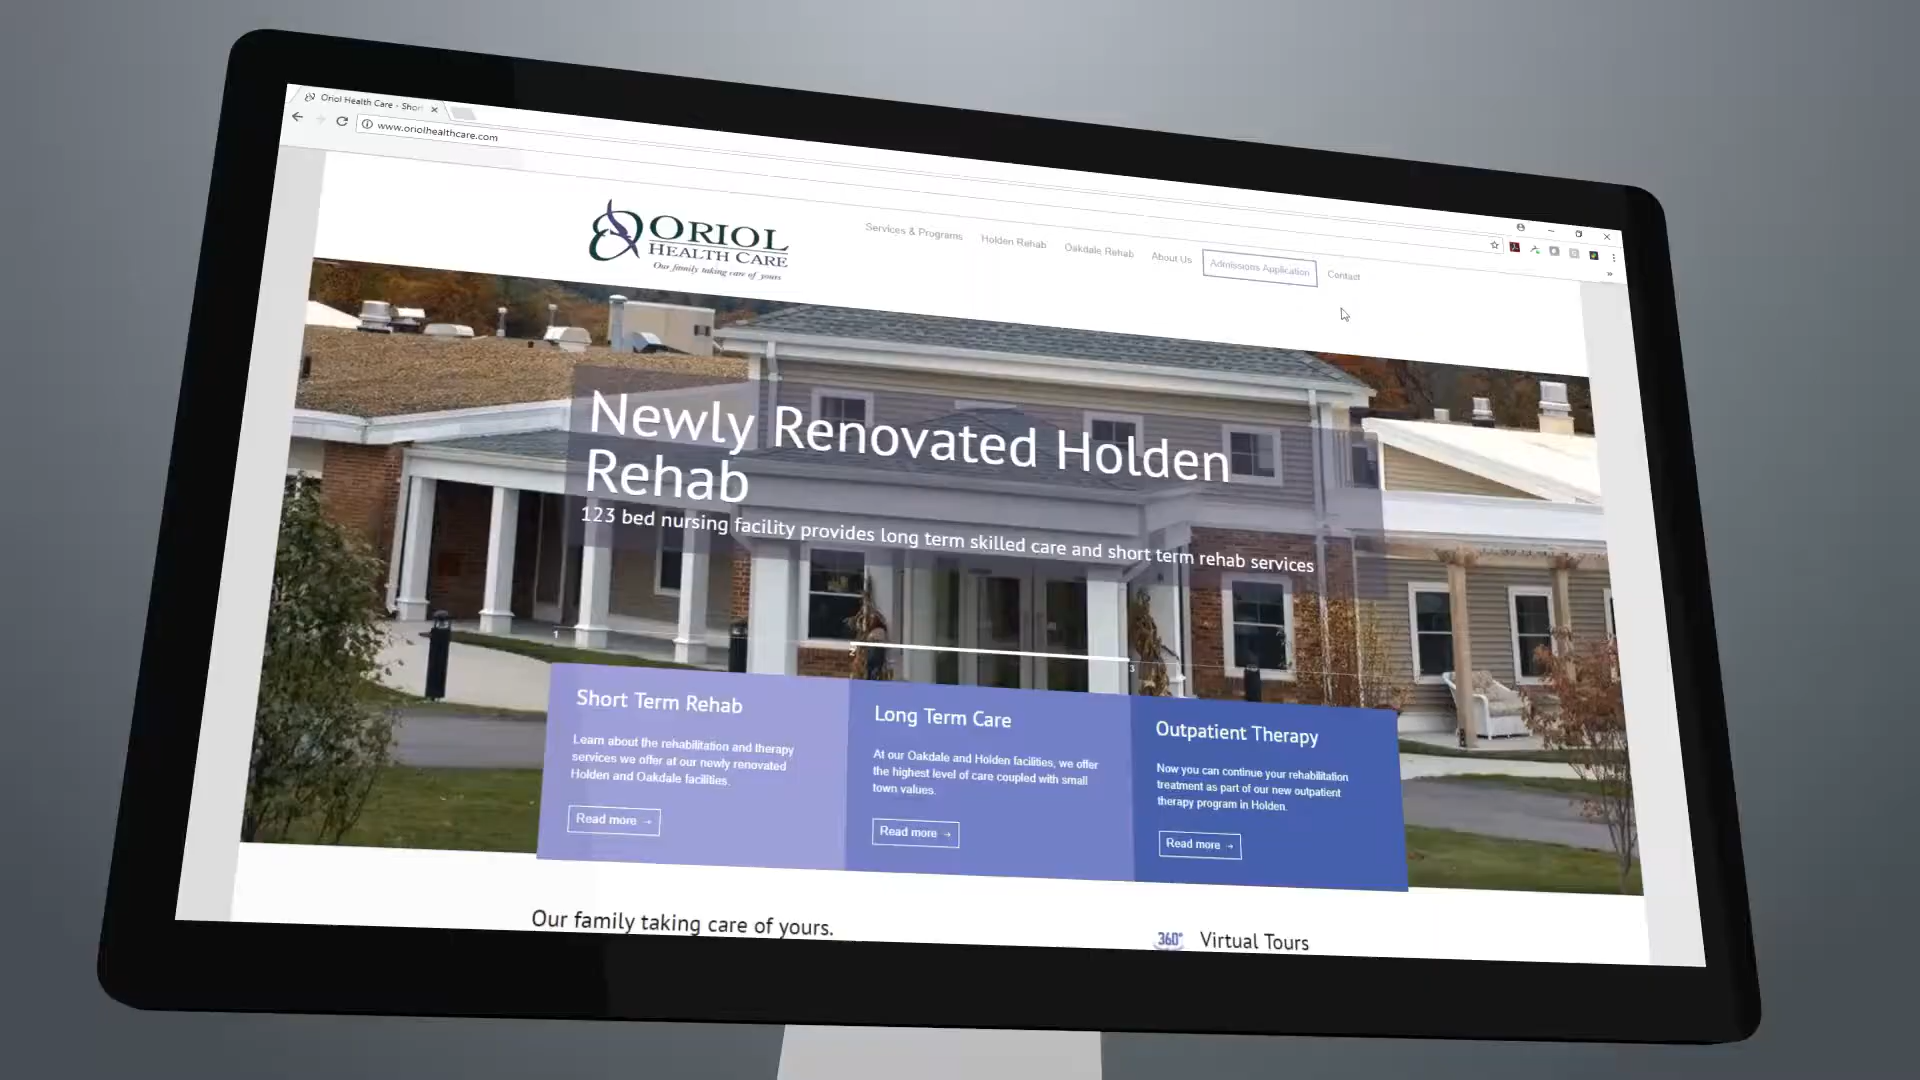 Oriol Health Care - Shor
www.oriolhealthcare.com
ORIOL
HEALTH CARE
Our family taking care of yours
Services & Programs
Holden Rehab
Oakdale Rehab
About Us
Admissions Application
Contact
Newly Renovated Holden
Rehab
123 bed nursing facility provides long term skilled care and short term rehab services
1
2
3
Short Term Rehab
Learn about the rehabilitation and therapy
services we offer at our newly renovated
Holden and Oakdale facilities.
Read more →
Long Term Care
At our Oakdale and Holden facilities, we offer
the highest level of care coupled with small
town values.
Read more →
Outpatient Therapy
Now you can continue your rehabilitation
treatment as part of our new outpatient
therapy program in Holden.
Read more →
Our family taking care of yours.
360°
Virtual Tours